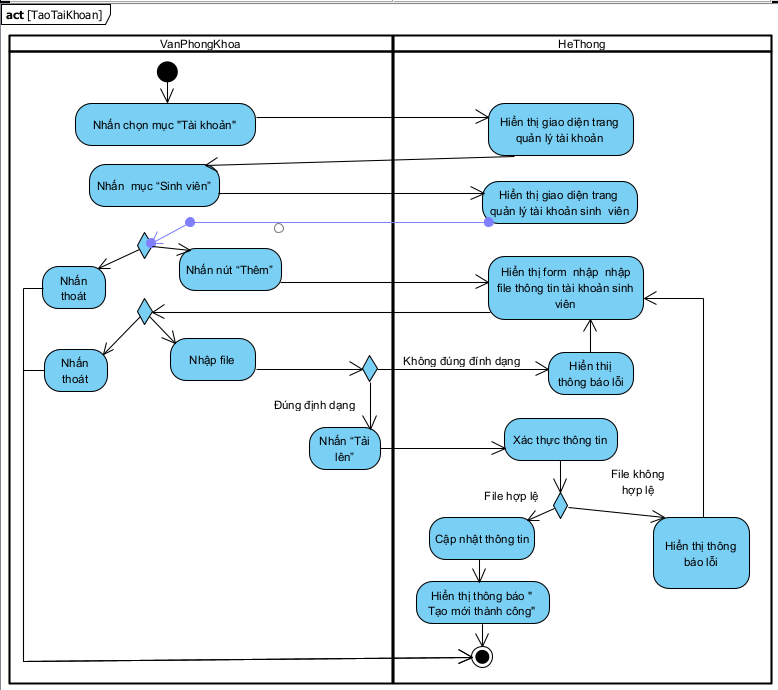 act [TaoTaiKhoan]
VanPhongKhoa
HeThong
Nhấn chọn mục "Tài khoản"
Hiển thị giao diện trang
quản lý tài khoản
Nhấn mục “Sinh viên”
Hiển thị giao diện trang
quản lý tài khoản sinh viên
Nhấn nút “Thêm”
Nhấn
thoát
Hiển thị form nhập nhập
file thông tin tài khoản sinh
viên
Nhấn
thoát
Nhập file
Không đúng đính dạng
Hiển thiị
thông báo lỗi
Đúng định dạng
Nhấn “Tải
lên”
Xác thực thông tin
File không
hợp lệ
File hợp lệ
Cập nhật thông tin
Hiển thị thông
báo lỗi
Hiển thị thông báo "
Tạo mới thành công"